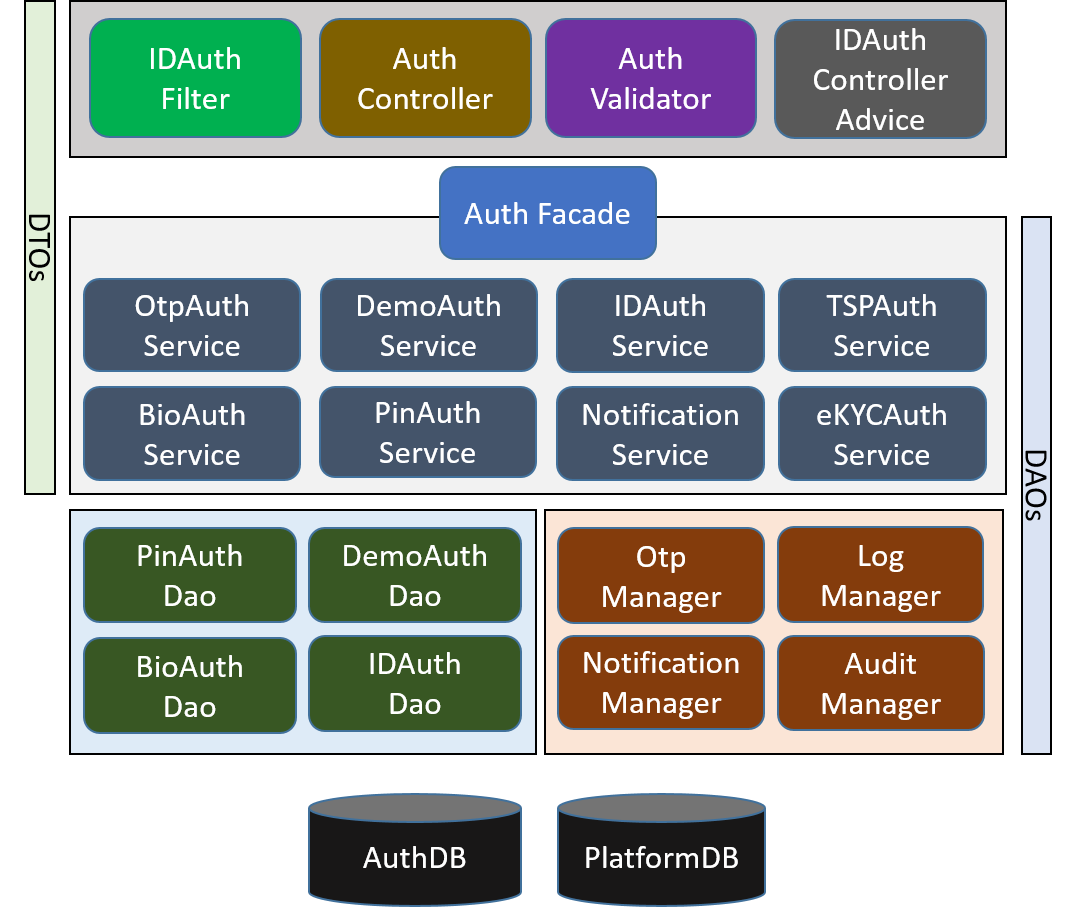 IDAuth
Filter
Auth
Controller
Auth
Validator
IDAuth
Controller
Advice
Auth Facade
DTOs
OtpAuth
Service
DemoAuth
Service
IDAuth
Service
TSPAuth
Service
BioAuth
Service
PinAuth
Service
Notification
Service
eKYCAuth
Service
DAOs
PinAuth
Dao
DemoAuth
Dao
BioAuth
Dao
IDAuth
Dao
Otp
Manager
Log
Manager
Notification
Manager
Audit
Manager
AuthDB
PlatformDB